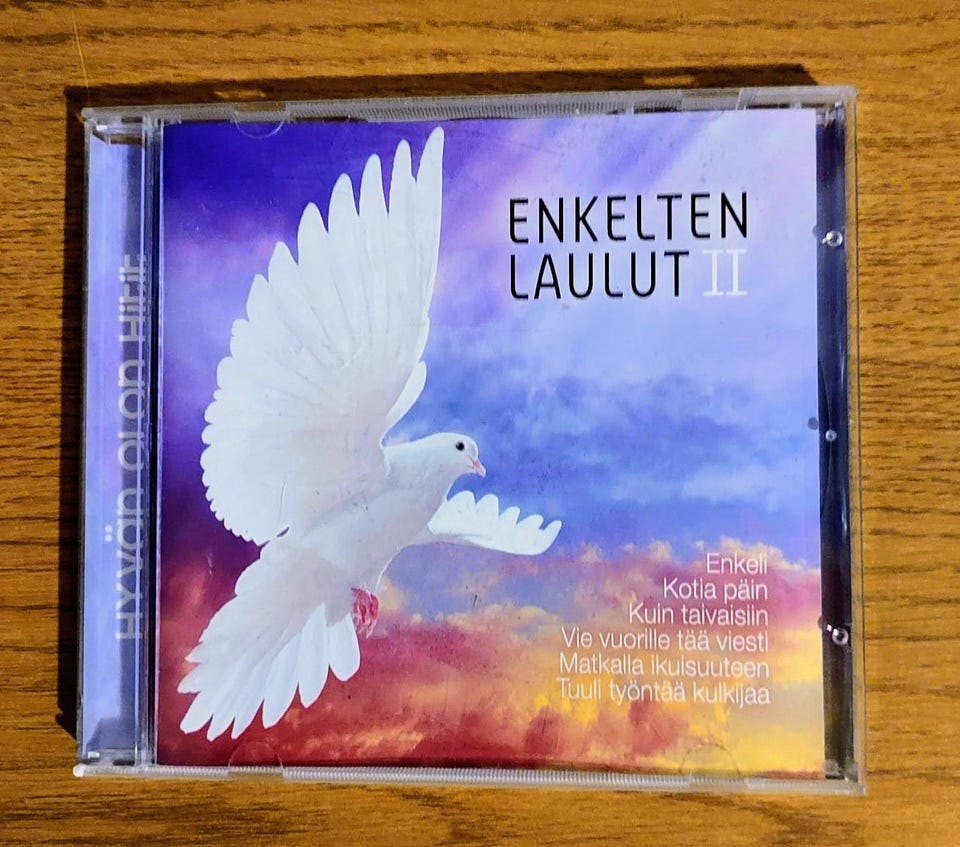 Hyvän olon Hitit
ENKELTEN
LAULUT II
Enkeli
Kotia päin
Kuin taivaisiin
Vie vuorille tää viesti
Matkalla ikuisuuteen
Tuuli työntää kulkijaa